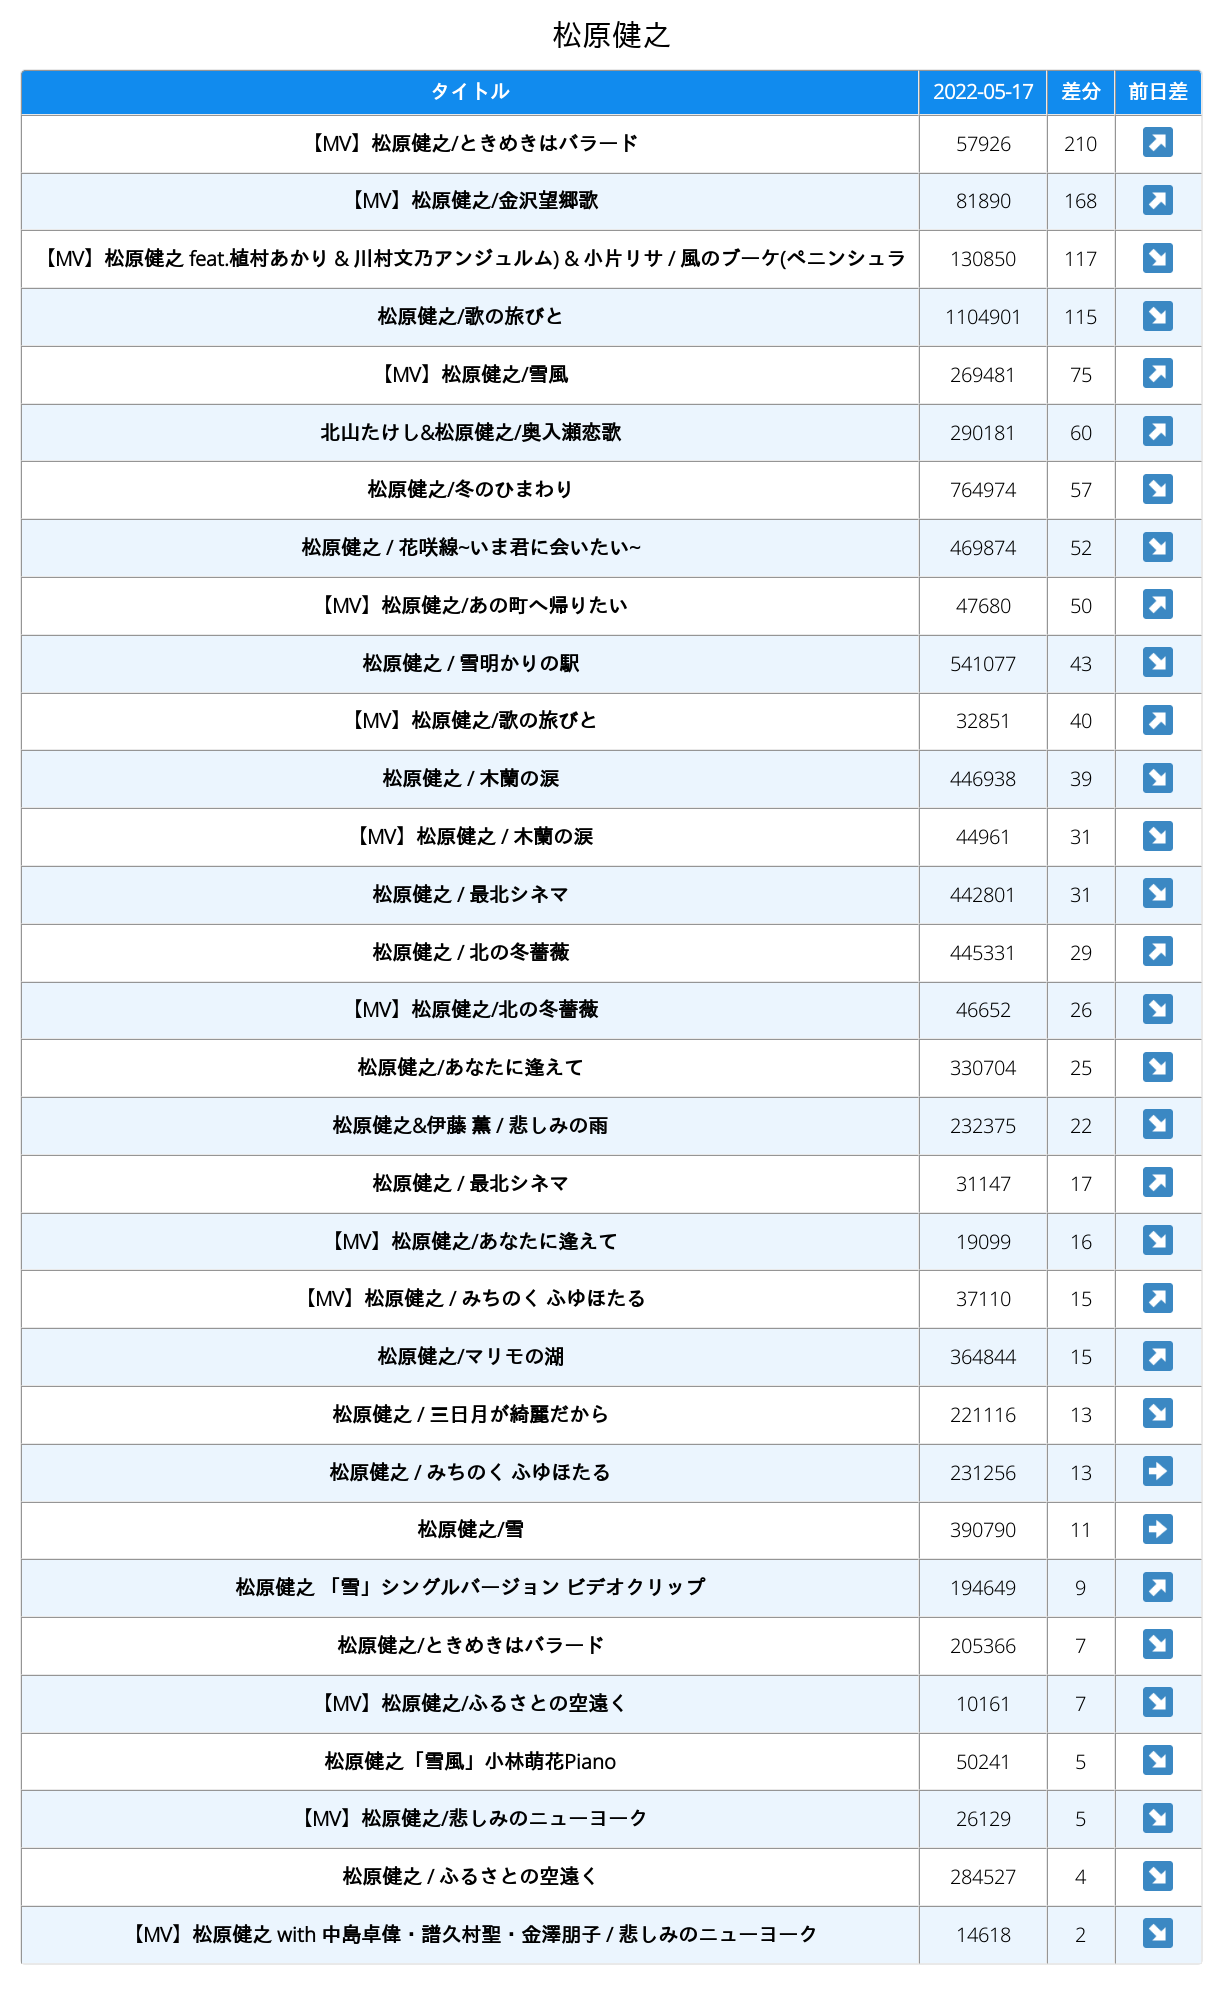 松原健之
タイトル 2022-05-17 差分 前日差
【MV】松原健之/ときめきはバラード 57926 210
【MV】松原健之/金沢望郷歌 81890 168
【MV】松原健之 feat.植村あかり & 川村文乃アンジュルム) & 小片リサ / 風のブーケ(ペニンシュラ 130850 117
松原健之/歌の旅びと 1104901 115
【MV】松原健之/雪風 269481 75
北山たけし&松原健之/奥入瀬恋歌 290181 60
松原健之/冬のひまわり 764974 57
松原健之 / 花咲線~いま君に会いたい~ 469874 52
【MV】松原健之/あの町へ帰りたい 47680 50
松原健之 / 雪明かりの駅 541077 43
【MV】松原健之/歌の旅びと 32851 40
松原健之 / 木蘭の涙 446938 39
【MV】松原健之 / 木蘭の涙 44961 31
松原健之 / 最北シネマ 442801 31
松原健之 / 北の冬薔薇 445331 29
【MV】松原健之/北の冬薔薇 46652 26
松原健之/あなたに逢えて 330704 25
松原健之&伊藤 薫 / 悲しみの雨 232375 22
松原健之 / 最北シネマ 31147 17
【MV】松原健之/あなたに逢えて 19099 16
【MV】松原健之 / みちのく ふゆほたる 37110 15
松原健之/マリモの湖 364844 15
松原健之 / 三日月が綺麗だから 221116 13
松原健之 / みちのく ふゆほたる 231256 13
松原健之/雪 390790 11
松原健之 「雪」シングルバージョン ビデオクリップ 194649 9
松原健之/ときめきはバラード 205366 7
【MV】松原健之/ふるさとの空遠く 10161 7
松原健之「雪風」小林萌花Piano 50241 5
【MV】松原健之/悲しみのニューヨーク 26129 5
松原健之 / ふるさとの空遠く 284527 4
【MV】松原健之 with 中島卓偉・譜久村聖・金澤朋子 / 悲しみのニューヨーク 14618 2